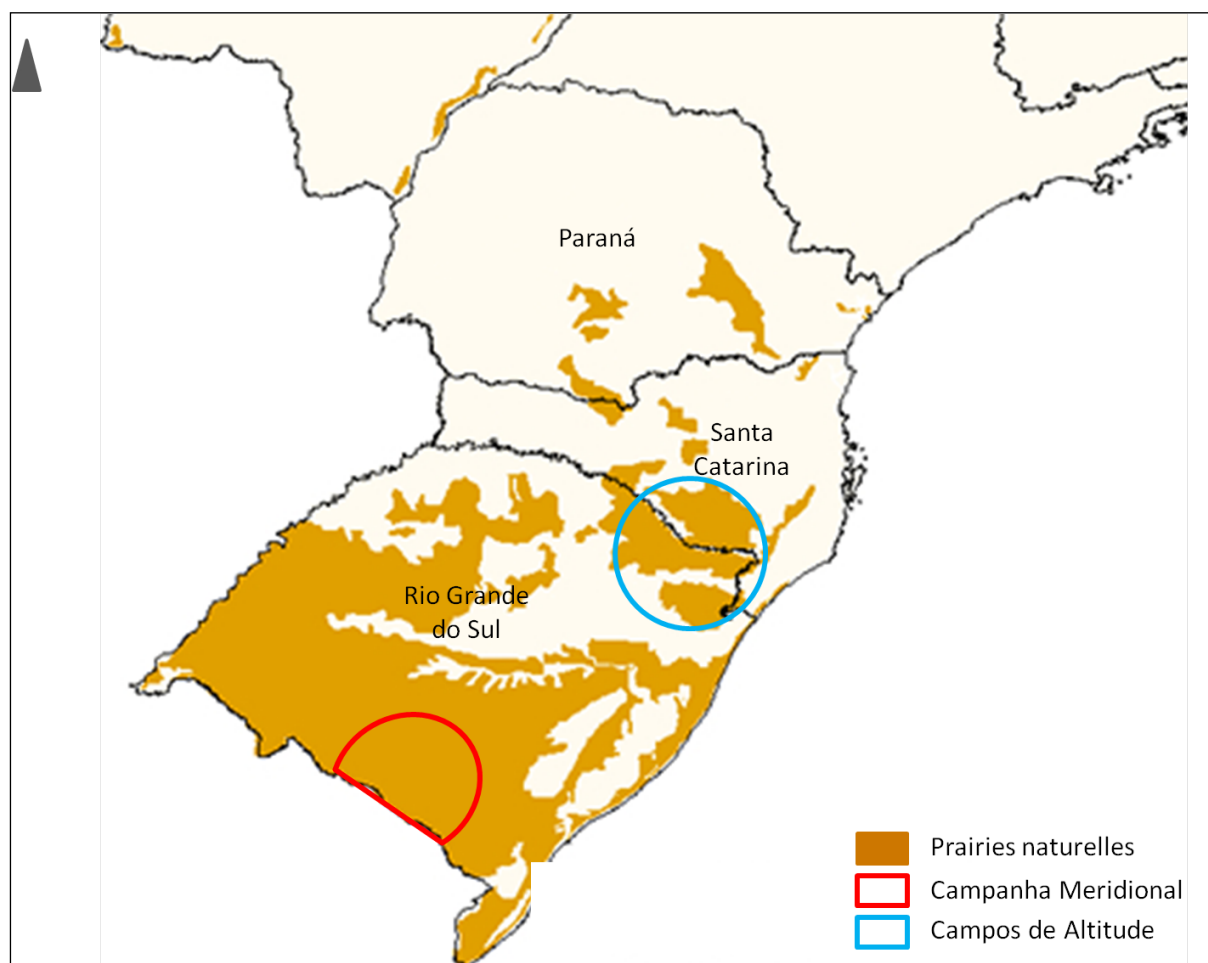 Paraná
Santa
Catarina
Rio Grande
do Sul
Prairies naturelles
Campanha Meridional
Campos de Altitude